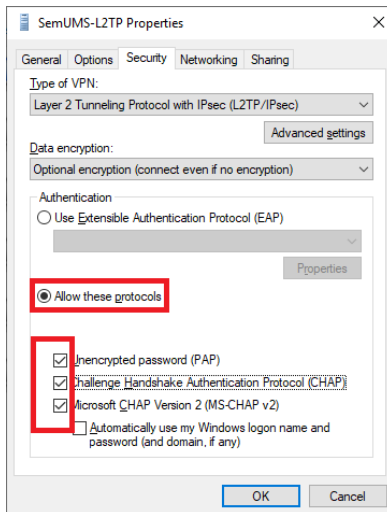 SemUMS-L2TP Properties
General Options Security Networking Sharing
Type of VPN:
Layer 2 Tunneling Protocol with IPsec (L2TP/IPsec)
Advanced settings
Data encryption:
Optional encryption (connect even if no encryption)
Authentication
Use Extensible Authentication Protocol (EAP)
Properties
Allow these protocols
Unencrypted password (PAP)
Challenge Handshake Authentication Protocol (CHAP)
Microsoft CHAP Version 2 (MS-CHAP v2)
Automatically use my Windows logon name and
password (and domain, if any)
OK Cancel